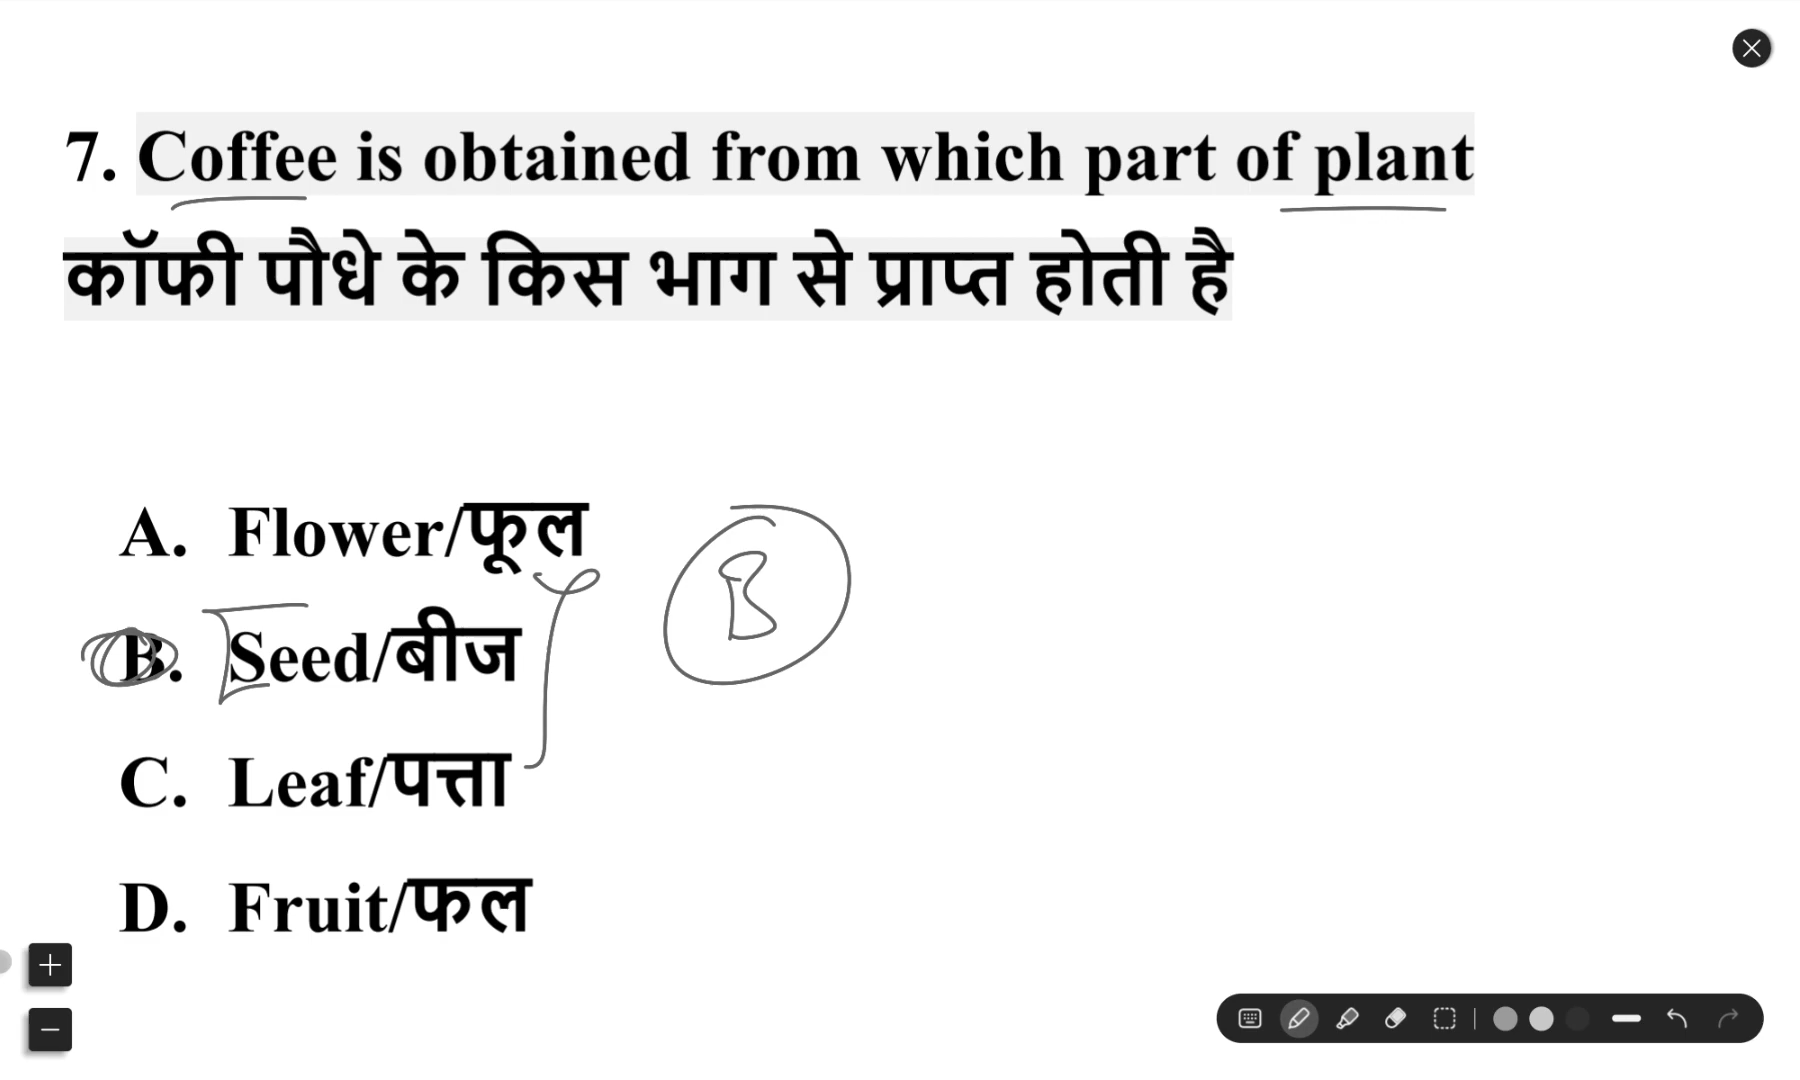 7. Coffee is obtained from which part of plant
कॉफी पौधे के किस भाग से प्राप्त होती है
A. Flower/फूल
B
B. Seed/बीज
C. Leaf/पत्ता
D. Fruit/फल